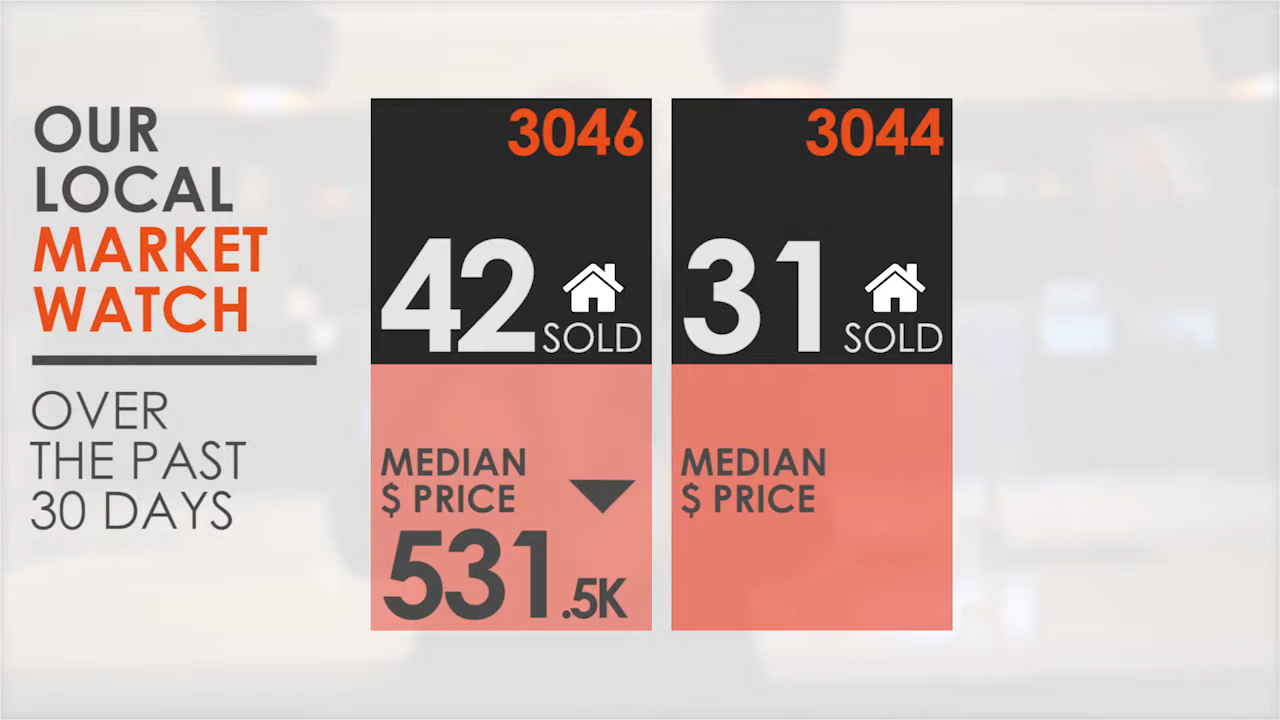 OUR
LOCAL
MARKET
WATCH
OVER
THE PAST
30 DAYS
3046
42 SOLD
MEDIAN
$ PRICE
531.5K
3044
31 SOLD
MEDIAN
$ PRICE